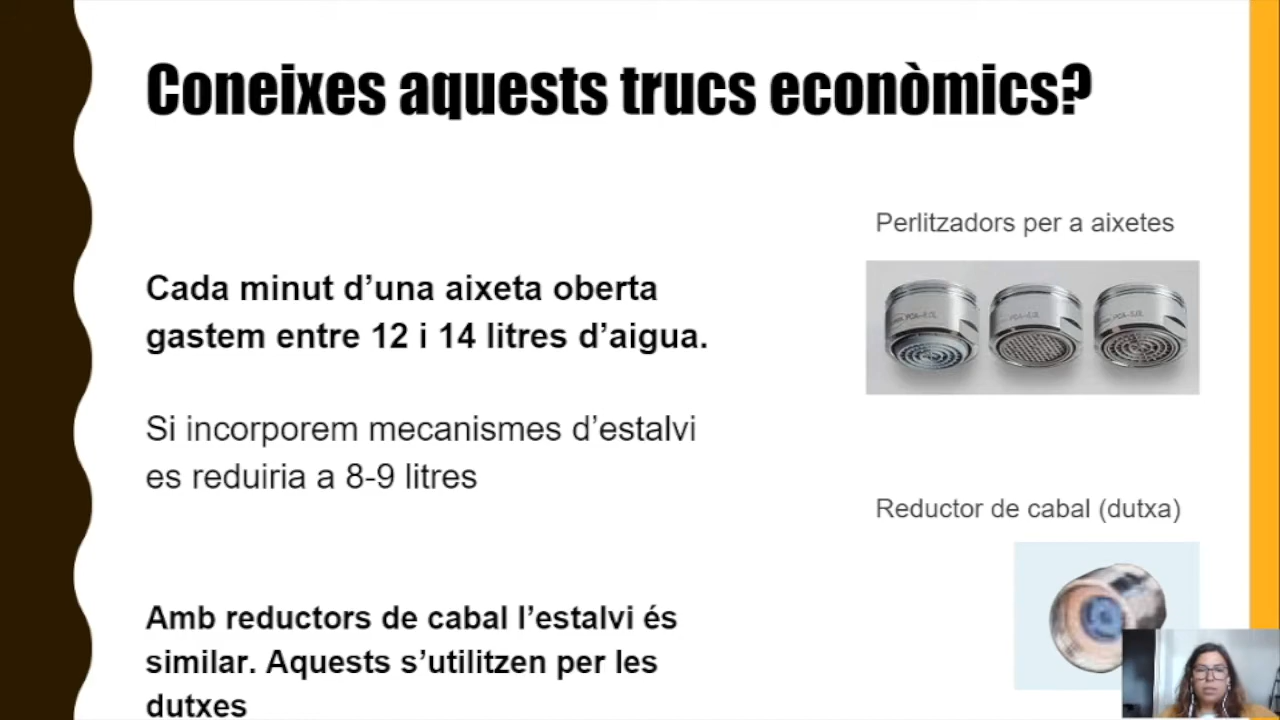 Coneixes aquests trucs econòmics?
Perlitzadors per a aixetes
Cada minut d’una aixeta oberta
gastem entre 12 i 14 litres d’aigua.
Si incorporem mecanismes d’estalvi
es reduiria a 8-9 litres
Reductor de cabal (dutxa)
Amb reductors de cabal l’estalvi és
similar. Aquests s’utilitzen per les
dutxes